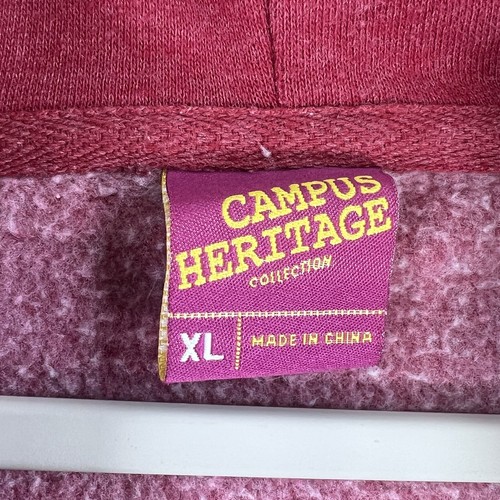 CAMPUS
HERITAGE
COLLECTION
XL
MADE IN CHINA